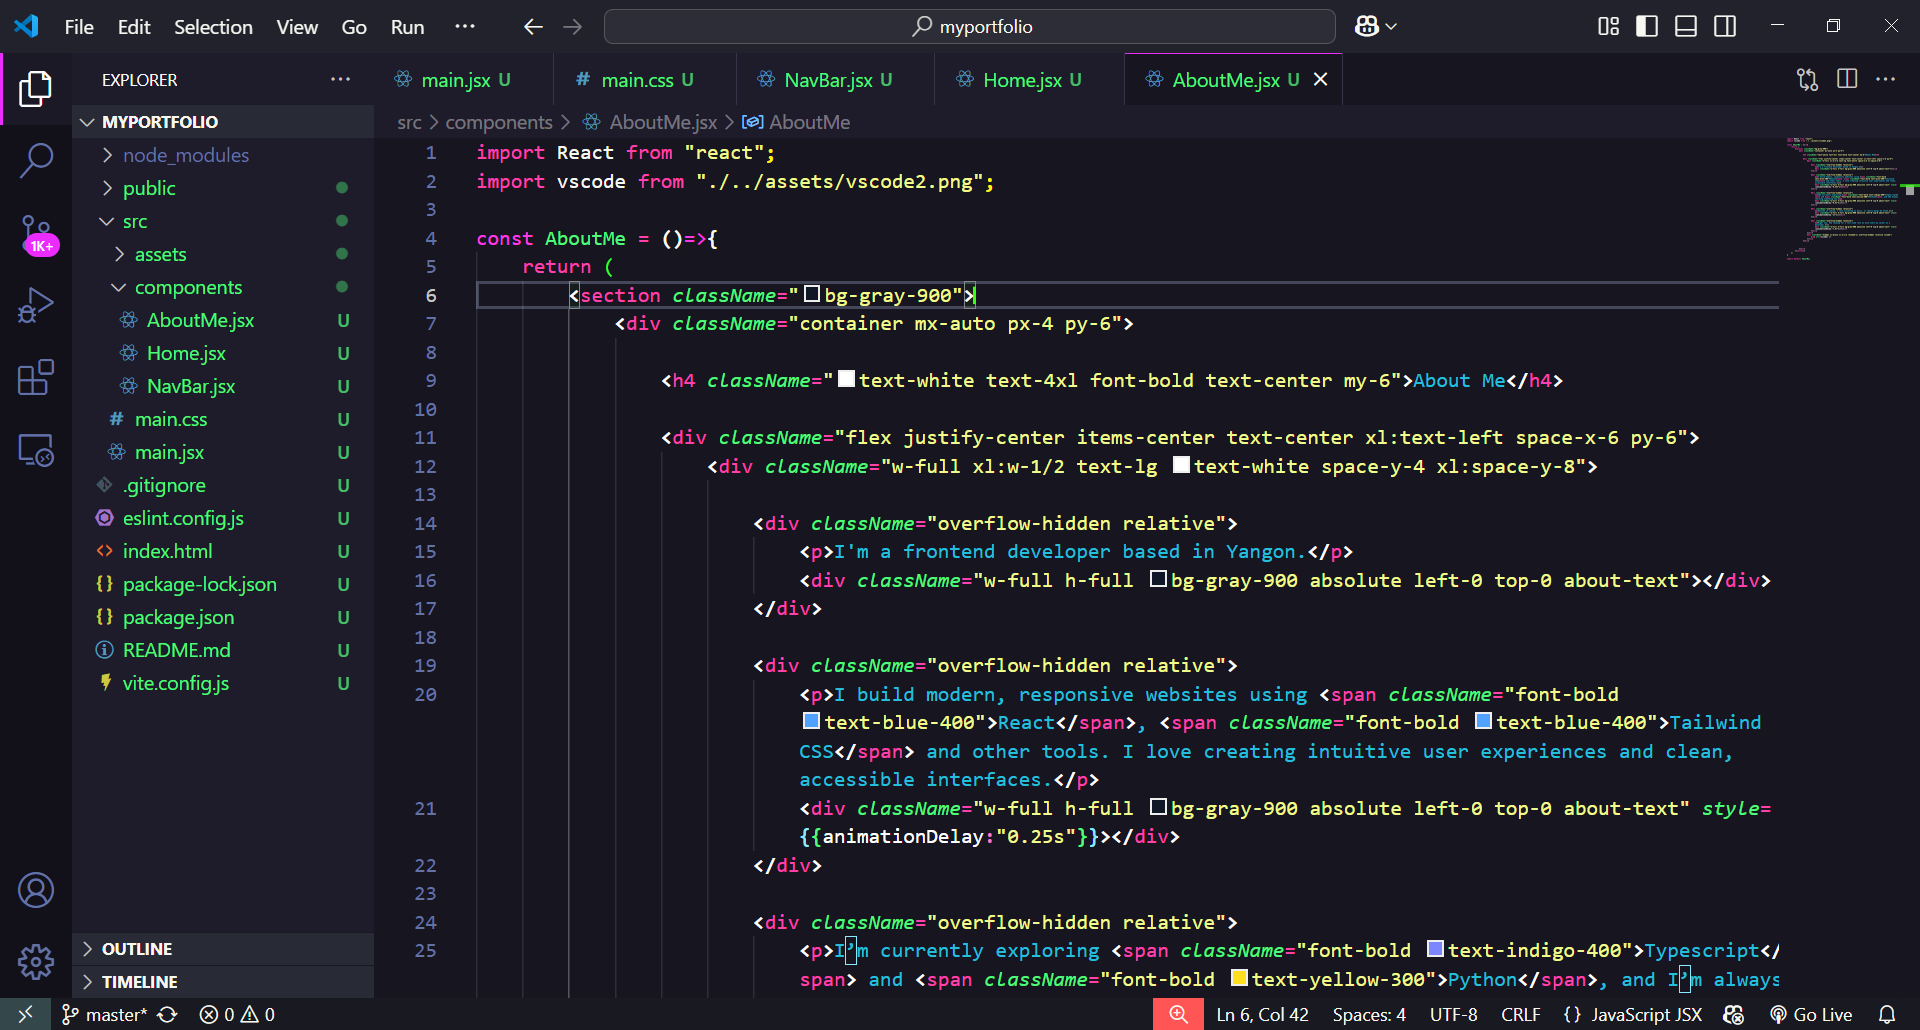 File Edit Selection View Go Run ··· myportfolio
EXPLORER ···
MYPORTFOLIO
node_modules
public
src
assets
components
AboutMe.jsx U
Home.jsx U
NavBar.jsx U
# main.css U
main.jsx U
.gitignore U
eslint.config.js U
<> index.html U
{} package-lock.json U
{} package.json U
README.md U
vite.config.js U
OUTLINE
TIMELINE
1K+
main.jsx U # main.css U NavBar.jsx U Home.jsx U AboutMe.jsx U
src > components > AboutMe.jsx > AboutMe
1 import React from "react";
2 import vscode from "./../assets/vscode2.png";
3
4 const AboutMe = ()=>{
5 return (
6 <section className="bg-gray-900">
7 <div className="container mx-auto px-4 py-6">
8
9 <h4 className="text-white text-4xl font-bold text-center my-6">About Me</h4>
10
11 <div className="flex justify-center items-center text-center xl:text-left space-x-6 py-6">
12 <div className="w-full xl:w-1/2 text-lg text-white space-y-4 xl:space-y-8">
13
14 <div className="overflow-hidden relative">
15 <p>I'm a frontend developer based in Yangon.</p>
16 <div className="w-full h-full bg-gray-900 absolute left-0 top-0 about-text"></div>
17 </div>
18
19 <div className="overflow-hidden relative">
20 <p>I build modern, responsive websites using <span className="font-bold
text-blue-400">React</span>, <span className="font-bold text-blue-400">Tailwind
CSS</span> and other tools. I love creating intuitive user experiences and clean,
accessible interfaces.</p>
21 <div className="w-full h-full bg-gray-900 absolute left-0 top-0 about-text" style=
{{animationDelay:"0.25s"}}></div>
22 </div>
23
24 <div className="overflow-hidden relative">
25 <p>I’m currently exploring <span className="font-bold text-indigo-400">Typescript</
span> and <span className="font-bold text-yellow-300">Python</span>, and I’m always
master* 0 0 Ln 6, Col 42 Spaces: 4 UTF-8 CRLF {} JavaScript JSX Go Live